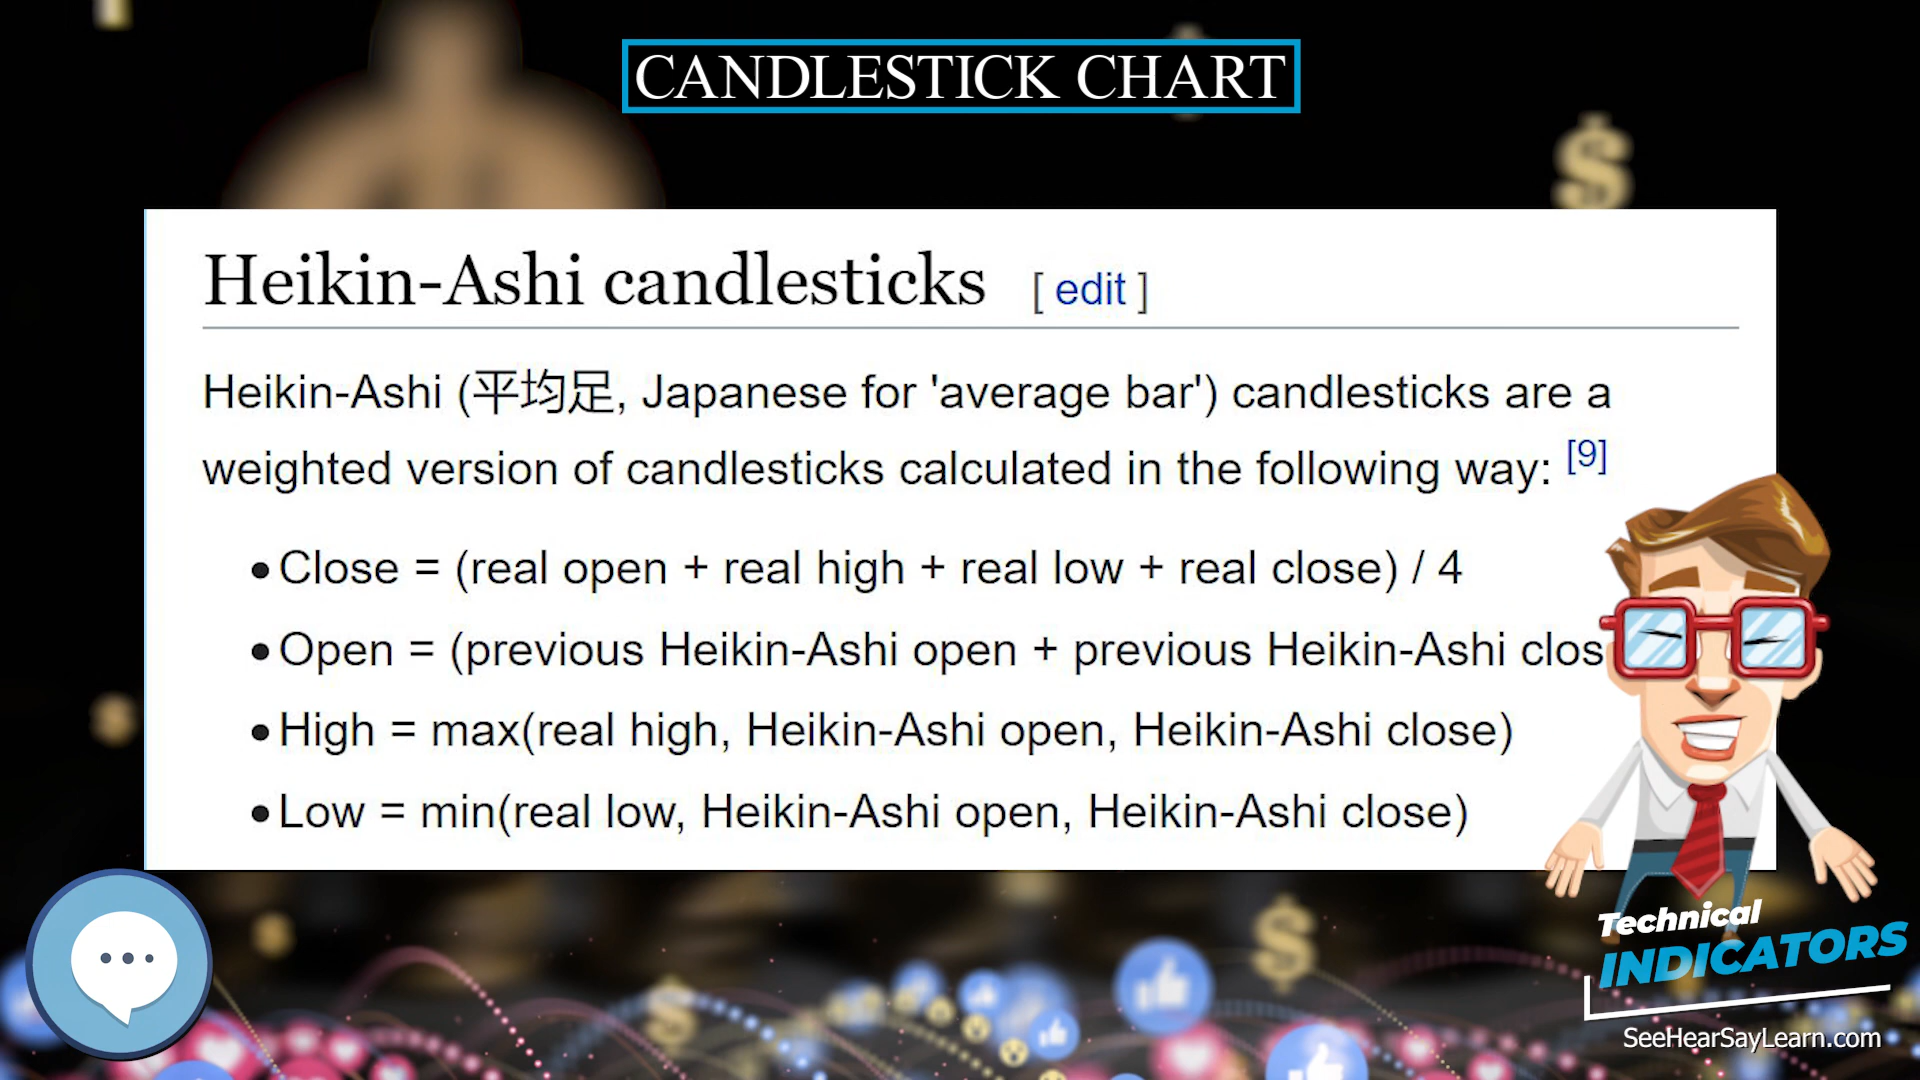 CANDLESTICK CHART
Heikin-Ashi candlesticks [ edit ]
Heikin-Ashi (平均足, Japanese for 'average bar') candlesticks are a
weighted version of candlesticks calculated in the following way: [9]
• Close = (real open + real high + real low + real close) / 4
• Open = (previous Heikin-Ashi open + previous Heikin-Ashi clos
• High = max(real high, Heikin-Ashi open, Heikin-Ashi close)
• Low = min(real low, Heikin-Ashi open, Heikin-Ashi close)
Technical
INDICATORS
SeeHearSayLearn.com